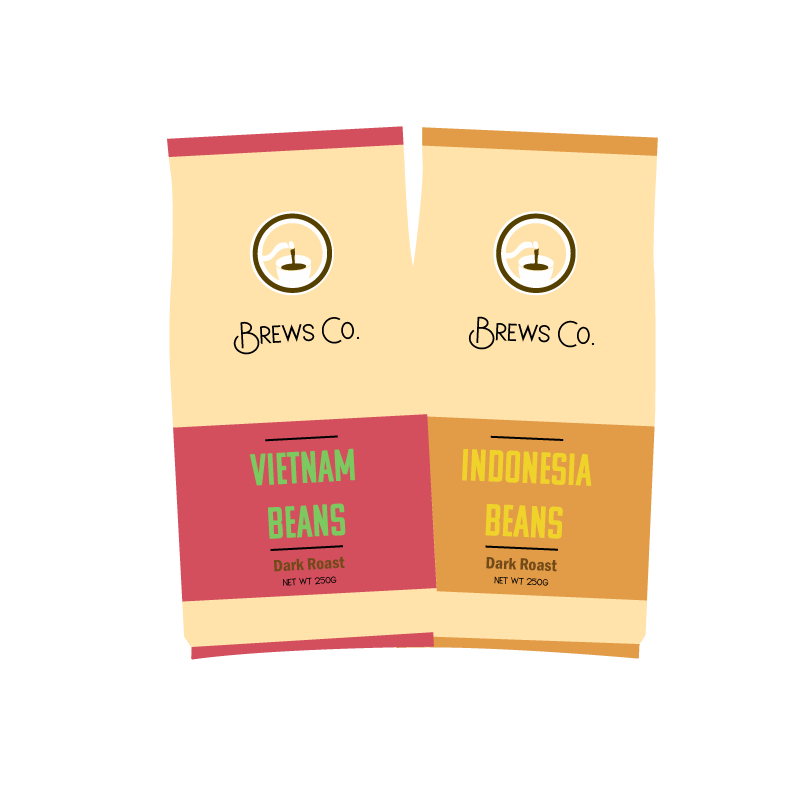 Brews Co.
VIETNAM
BEANS
Dark Roast
NET WT 250G
Brews Co.
INDONESIA
BEANS
Dark Roast
NET WT 250G